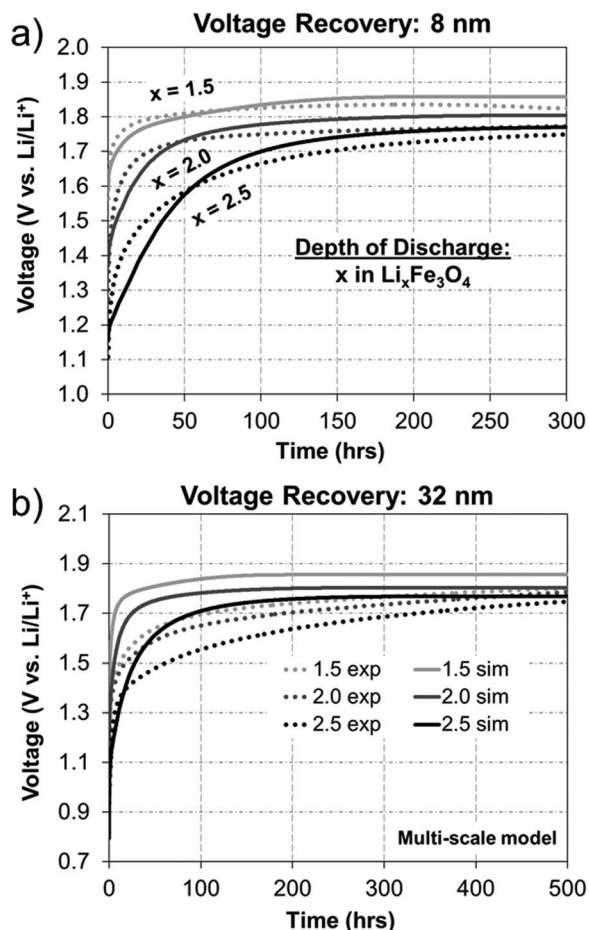 a)
Voltage Recovery: 8 nm
2.0
1.9
1.8
1.7
1.6
1.5
1.4
1.3
1.2
1.1
1.0
Voltage (V vs. Li/Li⁺)
x = 1.5
x = 2.0
x = 2.5
Depth of Discharge:
x in LiₓFe₃O₄
0 50 100 150 200 250 300
Time (hrs)
b)
Voltage Recovery: 32 nm
2.1
1.9
1.7
1.5
1.3
1.1
0.9
0.7
Voltage (V vs. Li/Li⁺)
1.5 exp 1.5 sim
2.0 exp 2.0 sim
2.5 exp 2.5 sim
Multi-scale model
0 100 200 300 400 500
Time (hrs)